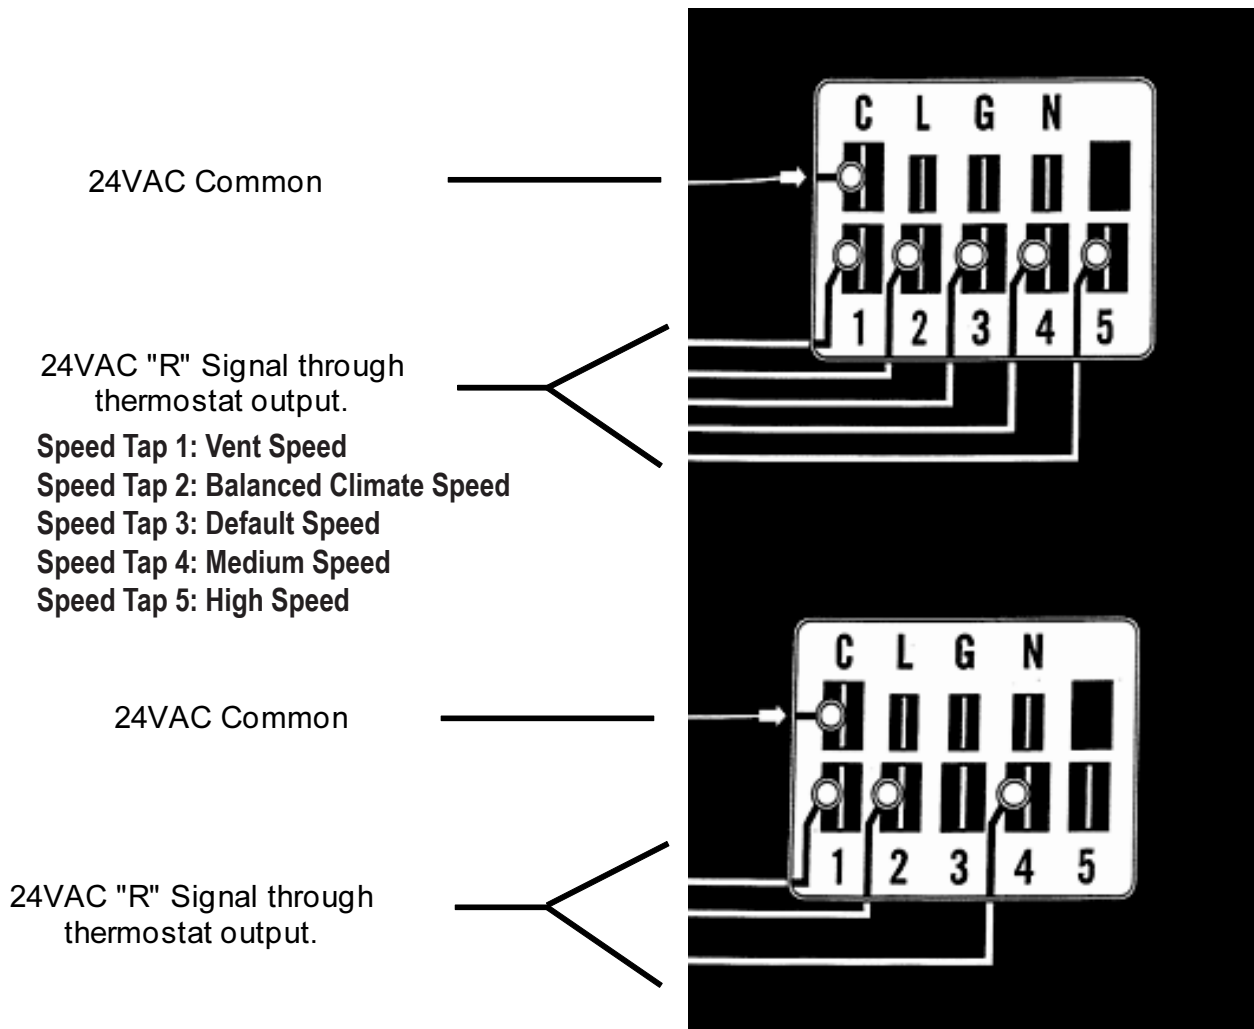 C L G N
24VAC Common
1 2 3 4 5
24VAC "R" Signal through
thermostat output.
Speed Tap 1: Vent Speed
Speed Tap 2: Balanced Climate Speed
Speed Tap 3: Default Speed
Speed Tap 4: Medium Speed
Speed Tap 5: High Speed
C L G N
24VAC Common
1 2 3 4 5
24VAC "R" Signal through
thermostat output.